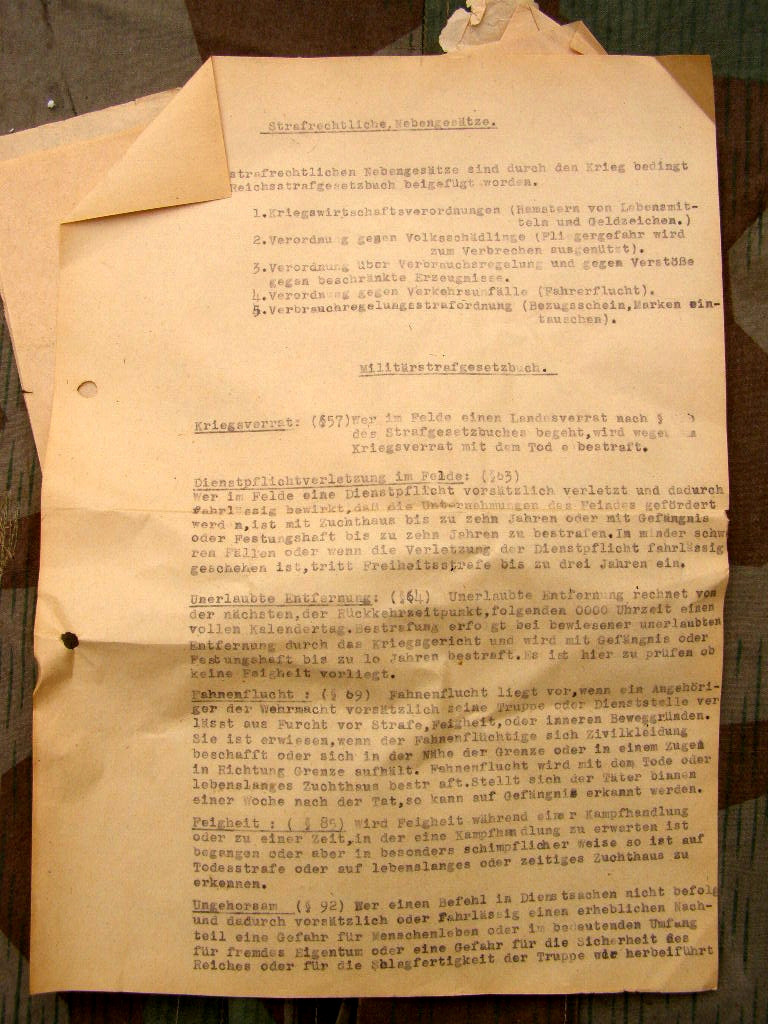 Strafrechtliche,Nebengesätze.
strafrechtlichen Nebengesätze sind durch den Krieg bedingt
Reichsstrafgesetzbuch beigefügt worden.
1.Kriegswirtschaftsverordnungen (Hamstern von Lebensmit-
teln und Geldzeichen.)
2.Verordnung gegen Volksschädlinge (Fliegergefahr wird
zum Verbrechen ausgenützt).
3.Verordnung über Verbrauchsregelung und gegen Verstöße
gegen beschränkte Erzeugnisse.
4.Verordnung gegen Verkehrsunfälle (Fahrerflucht).
5.Verbrauchregelungsstrafordnung (Bezugsschein,Marken ein-
tauschen).
Militärstrafgesetzbuch.
Kriegsverrat: (§57)Wer im Felde einen Landesverrat nach §
des Strafgesetzbuches begeht,wird wegen
Kriegsverrat mit dem Tod e bestraft.
Dienstpflichtverletzung im Felde: (§63)
Wer im Felde eine Dienstpflicht vorsätzlich verletzt und dadurch
fahrlässig bewirkt,daß die Unternehmungen des Feindes gefördert
werden,ist mit Zuchthaus bis zu zehn Jahren oder mit Gefängnis
oder Festungshaft bis zu zehn Jahren zu bestrafen.In minder schw
ren Fällen oder wenn die Verletzung der Dienstpflicht fahrlässig
geschehen ist,tritt Freiheitsstrafe bis zu drei Jahren ein.
Unerlaubte Entfernung: (§64) Unerlaubte Entfernung rechnet von
der nächsten,der Rückkehrzeitpunkt,folgenden 0000 Uhrzeit einen
vollen Kalendertag.Bestrafung erfolgt bei bewiesener unerlaubten
Entfernung durch das Kriegsgericht und wird mit Gefängnis oder
Festungshaft bis zu 1o Jahren bestraft.Es ist hier zu prüfen ob
keine Feigheit vorliegt.
Fahnenflucht : (§ 69) Fahnenflucht liegt vor,wenn ein Angehöri-
ger der Wehrmacht vorsätzlich seine Truppe oder Dienststelle ver
lässt aus Furcht vor Strafe,Feigheit,oder inneren Beweggründen.
Sie ist erwiesen,wenn der Fahnenflüchtige sich Zivilkleidung
beschafft oder sich in der Nähe der Grenze oder in einem Zugen
in Richtung Grenze aufhält. Fahnenflucht wird mit dem Tode oder
lebenslanges Zuchthaus bestr aft.Stellt sich der Täter binnen
einer Woche nach der Tat,so kann auf Gefängnis erkannt werden.
Feigheit : ( § 85) Wird Feigheit während einer Kampfhandlung
oder zu einer Zeit,in der eine Kampfhandlung zu erwarten ist
begangen oder aber in besonders schimpflicher Weise so ist auf
Todesstrafe oder auf lebenslanges oder zeitiges Zuchthaus zu
erkennen.
Ungehorsam (§ 92) Wer einen Befehl in Dienstsachen nicht befolg
und dadurch vorsätzlich oder fahrlässig einen erheblichen Nach-
teil eine Gefahr für Menschenleben oder im bedeutenden Umfang
für fremdes Eigentum oder eine Gefahr für die Sicherheit des
Reiches oder für die Shlagfertigkeit der Truppe herbeiführt